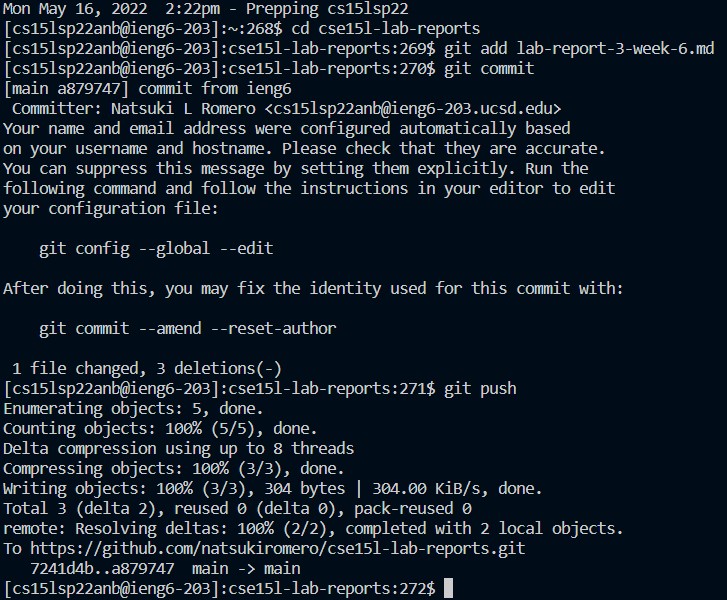 Mon May 16, 2022  2:22pm - Prepping cs15lsp22
[cs15lsp22anb@ieng6-203]:~:268$ cd cse15l-lab-reports
[cs15lsp22anb@ieng6-203]:cse15l-lab-reports:269$ git add lab-report-3-week-6.md
[cs15lsp22anb@ieng6-203]:cse15l-lab-reports:270$ git commit
[main a879747] commit from ieng6
 Committer: Natsuki L Romero <cs15lsp22anb@ieng6-203.ucsd.edu>
Your name and email address were configured automatically based
on your username and hostname. Please check that they are accurate.
You can suppress this message by setting them explicitly. Run the
following command and follow the instructions in your editor to edit
your configuration file:

    git config --global --edit

After doing this, you may fix the identity used for this commit with:

    git commit --amend --reset-author

 1 file changed, 3 deletions(-)
[cs15lsp22anb@ieng6-203]:cse15l-lab-reports:271$ git push
Enumerating objects: 5, done.
Counting objects: 100% (5/5), done.
Delta compression using up to 8 threads
Compressing objects: 100% (3/3), done.
Writing objects: 100% (3/3), 304 bytes | 304.00 KiB/s, done.
Total 3 (delta 2), reused 0 (delta 0), pack-reused 0
remote: Resolving deltas: 100% (2/2), completed with 2 local objects.
To https://github.com/natsukiromero/cse15l-lab-reports.git
   7241d4b..a879747  main -> main
[cs15lsp22anb@ieng6-203]:cse15l-lab-reports:272$